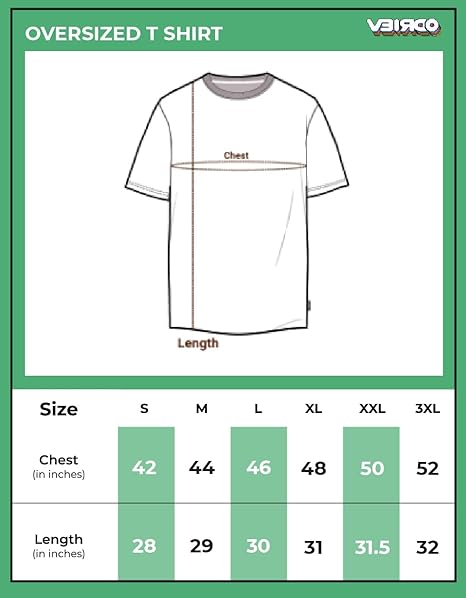 OVERSIZED T SHIRT
VEIRCO
Chest
Length
Size S M L XL XXL 3XL
Chest 42 44 46 48 50 52
(in inches)
Length 28 29 30 31 31.5 32
(in inches)